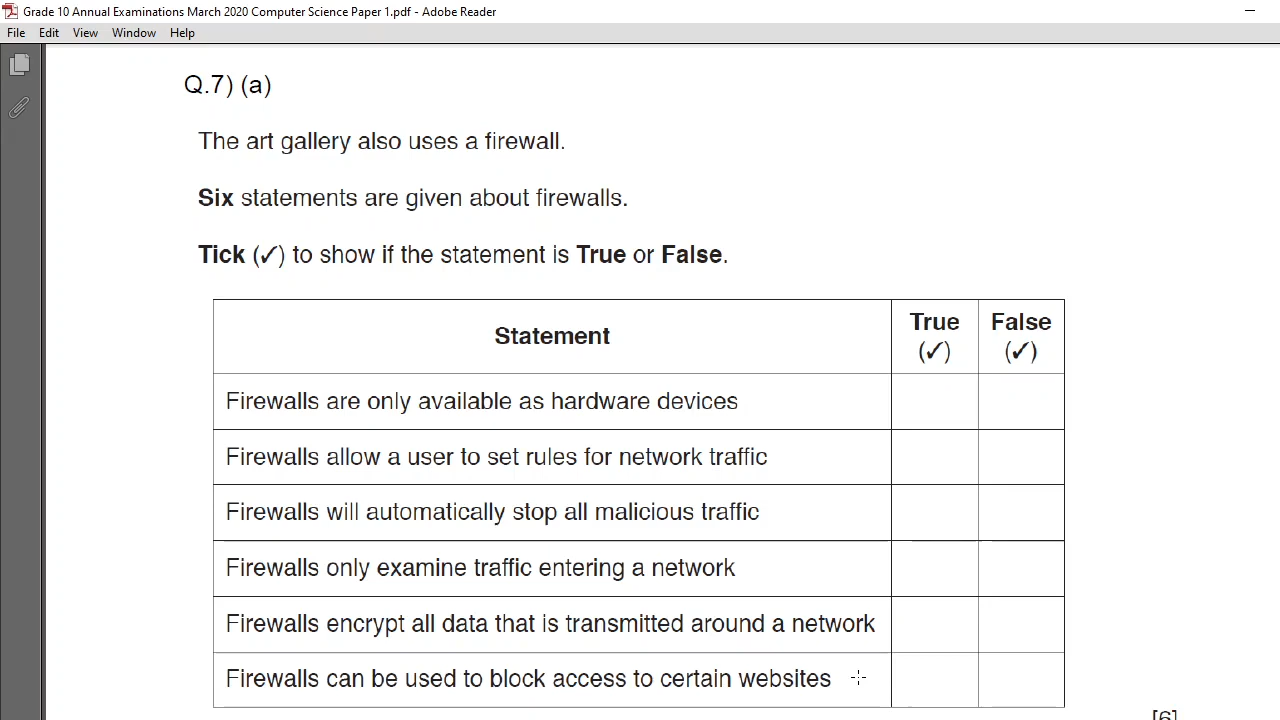 Grade 10 Annual Examinations March 2020 Computer Science Paper 1.pdf - Adobe Reader
File Edit View Window Help
Q.7) (a)
The art gallery also uses a firewall.
Six statements are given about firewalls.
Tick (✓) to show if the statement is True or False.
Statement True (✓) False (✓)
Firewalls are only available as hardware devices
Firewalls allow a user to set rules for network traffic
Firewalls will automatically stop all malicious traffic
Firewalls only examine traffic entering a network
Firewalls encrypt all data that is transmitted around a network
Firewalls can be used to block access to certain websites
[6]